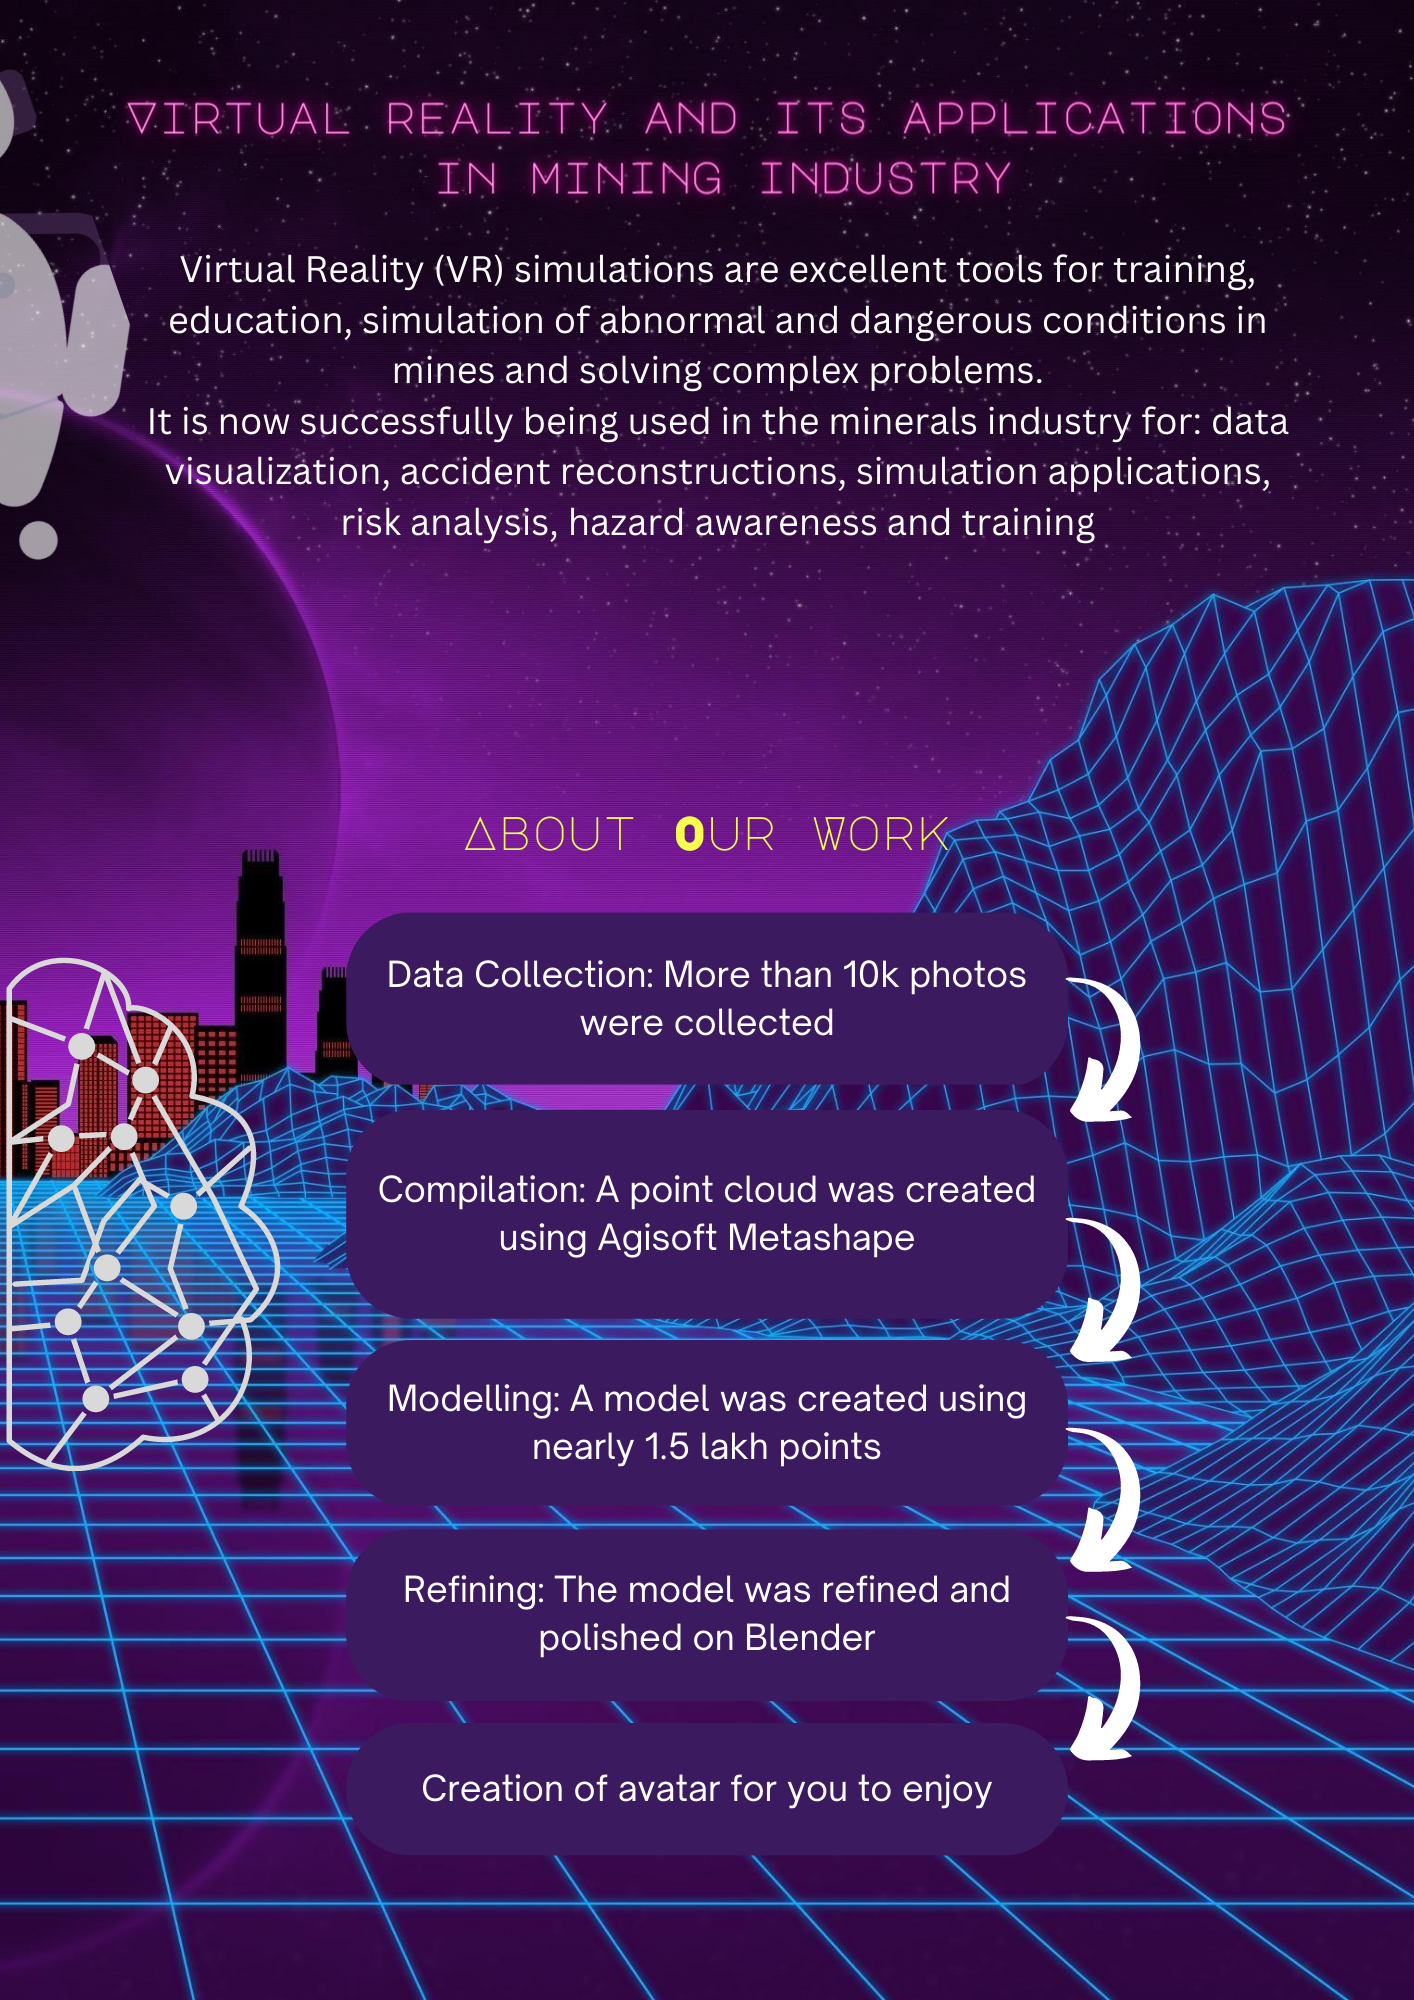 VIRTUAL REALITY AND ITS APPLICATIONS
IN MINING INDUSTRY
Virtual Reality (VR) simulations are excellent tools for training,
education, simulation of abnormal and dangerous conditions in
mines and solving complex problems.
It is now successfully being used in the minerals industry for: data
visualization, accident reconstructions, simulation applications,
risk analysis, hazard awareness and training
ABOUT OUR WORK
Data Collection: More than 10k photos
were collected
Compilation: A point cloud was created
using Agisoft Metashape
Modelling: A model was created using
nearly 1.5 lakh points
Refining: The model was refined and
polished on Blender
Creation of avatar for you to enjoy